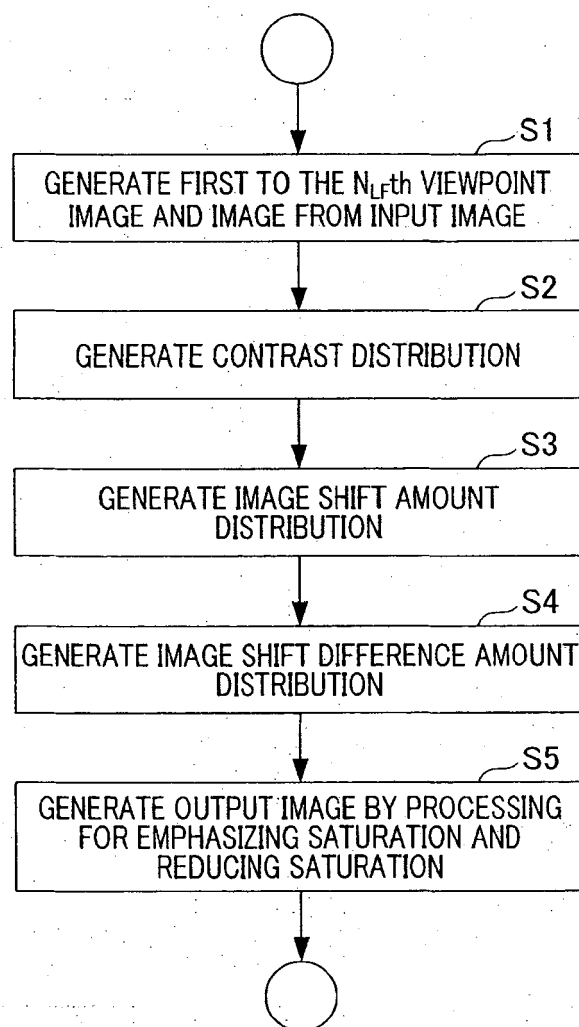 S1
GENERATE FIRST TO THE NLFth VIEWPOINT
IMAGE AND IMAGE FROM INPUT IMAGE
S2
GENERATE CONTRAST DISTRIBUTION
S3
GENERATE IMAGE SHIFT AMOUNT
DISTRIBUTION
S4
GENERATE IMAGE SHIFT DIFFERENCE AMOUNT
DISTRIBUTION
S5
GENERATE OUTPUT IMAGE BY PROCESSING
FOR EMPHASIZING SATURATION AND
REDUCING SATURATION